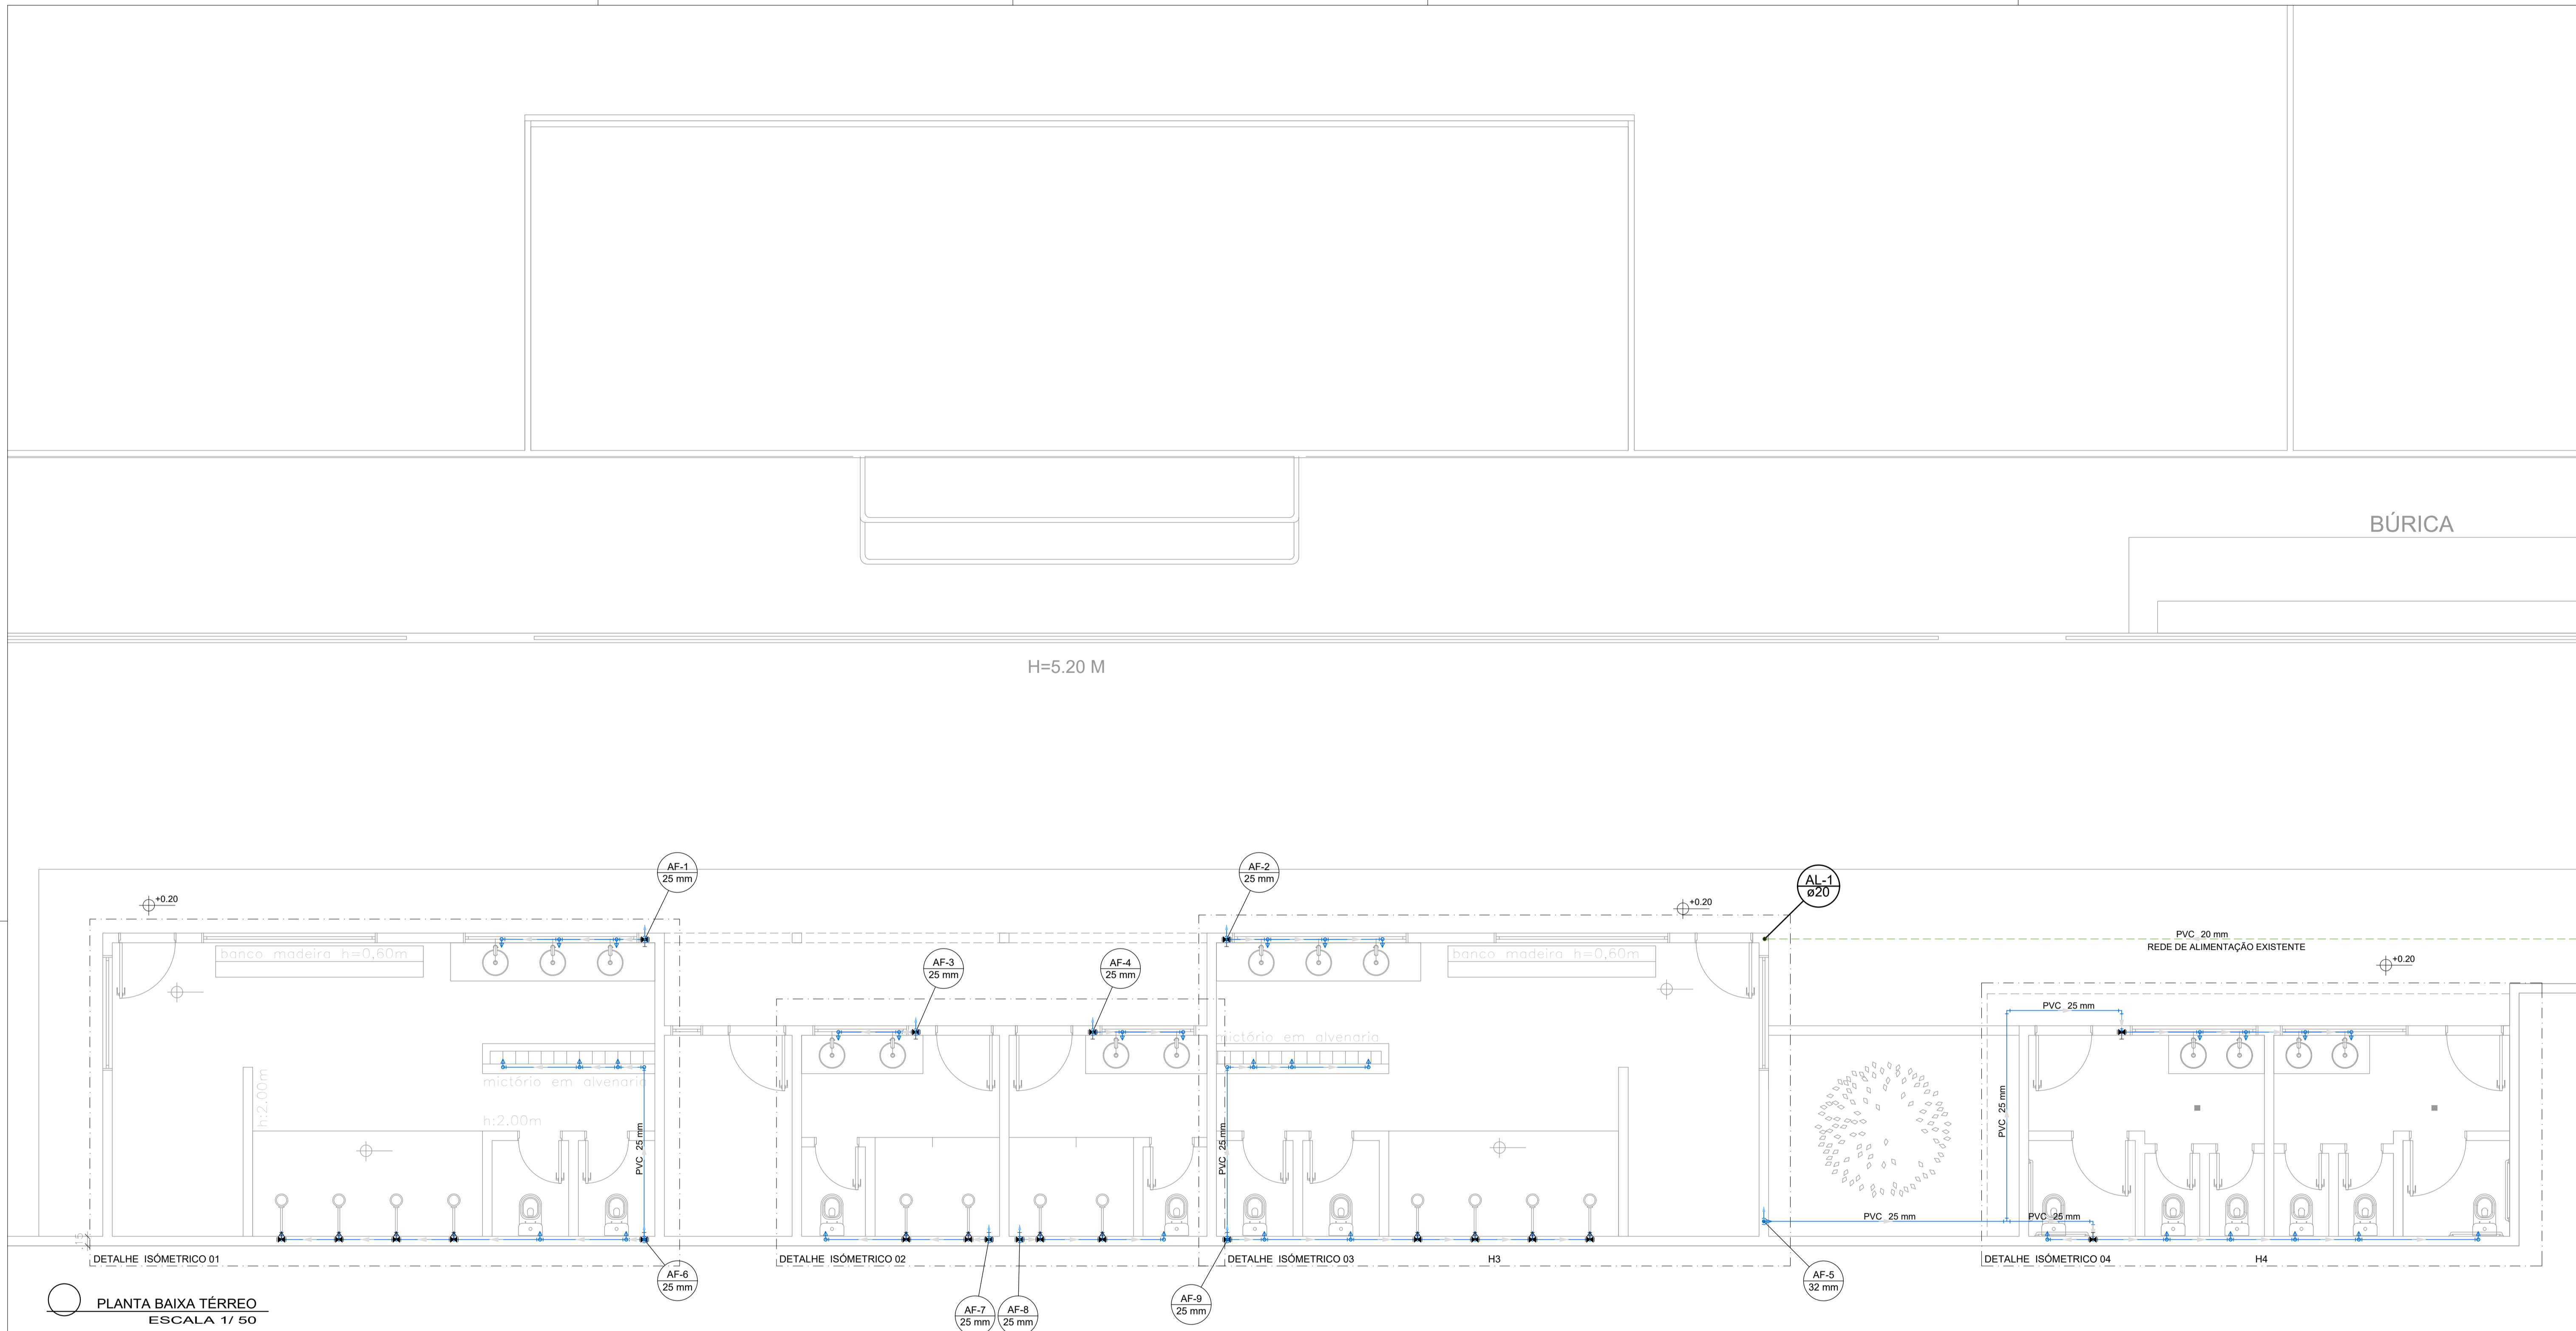 BÚRICA
H=5.20 M
AF-1
25 mm
AF-2
25 mm
AL-1
ø20
+0.20
+0.20
PVC 20 mm
REDE DE ALIMENTAÇÃO EXISTENTE
+0.20
banco madeira h=0,60m
AF-3
25 mm
AF-4
25 mm
banco madeira h=0,60m
PVC 25 mm
mictório em alvenaria
mictório em alvenaria
h:2.00m
h:2.00m
PVC 25 mm
PVC 25 mm
PVC 25 mm
PVC 25 mm
PVC 25 mm
.15
DETALHE ISÓMETRICO 01
DETALHE ISÓMETRICO 02
DETALHE ISÓMETRICO 03
H3
DETALHE ISÓMETRICO 04
H4
AF-6
25 mm
AF-5
32 mm
AF-7
25 mm
AF-8
25 mm
AF-9
25 mm
PLANTA BAIXA TÉRREO
ESCALA 1/ 50